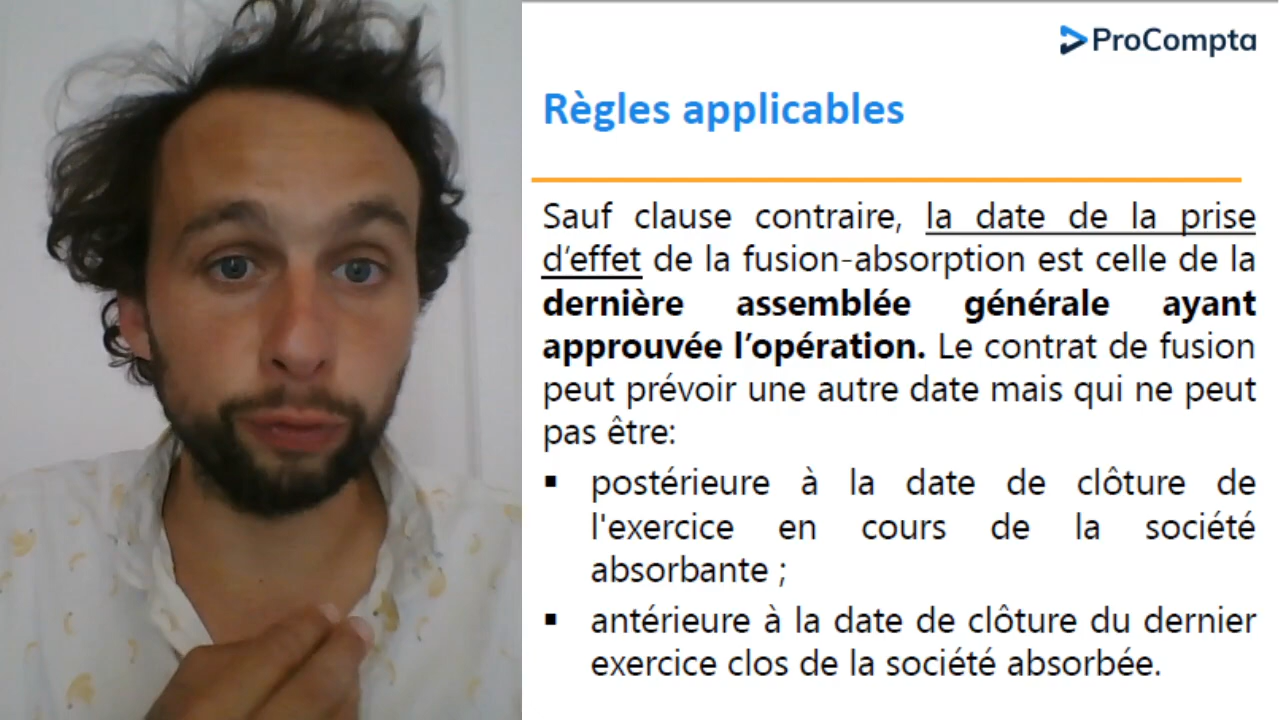 ProCompta
Règles applicables
Sauf clause contraire, la date de la prise
d'effet de la fusion-absorption est celle de la
dernière assemblée générale ayant
approuvée l'opération. Le contrat de fusion
peut prévoir une autre date mais qui ne peut
pas être:
▪ postérieure à la date de clôture de
l'exercice en cours de la société
absorbante ;
▪ antérieure à la date de clôture du dernier
exercice clos de la société absorbée.